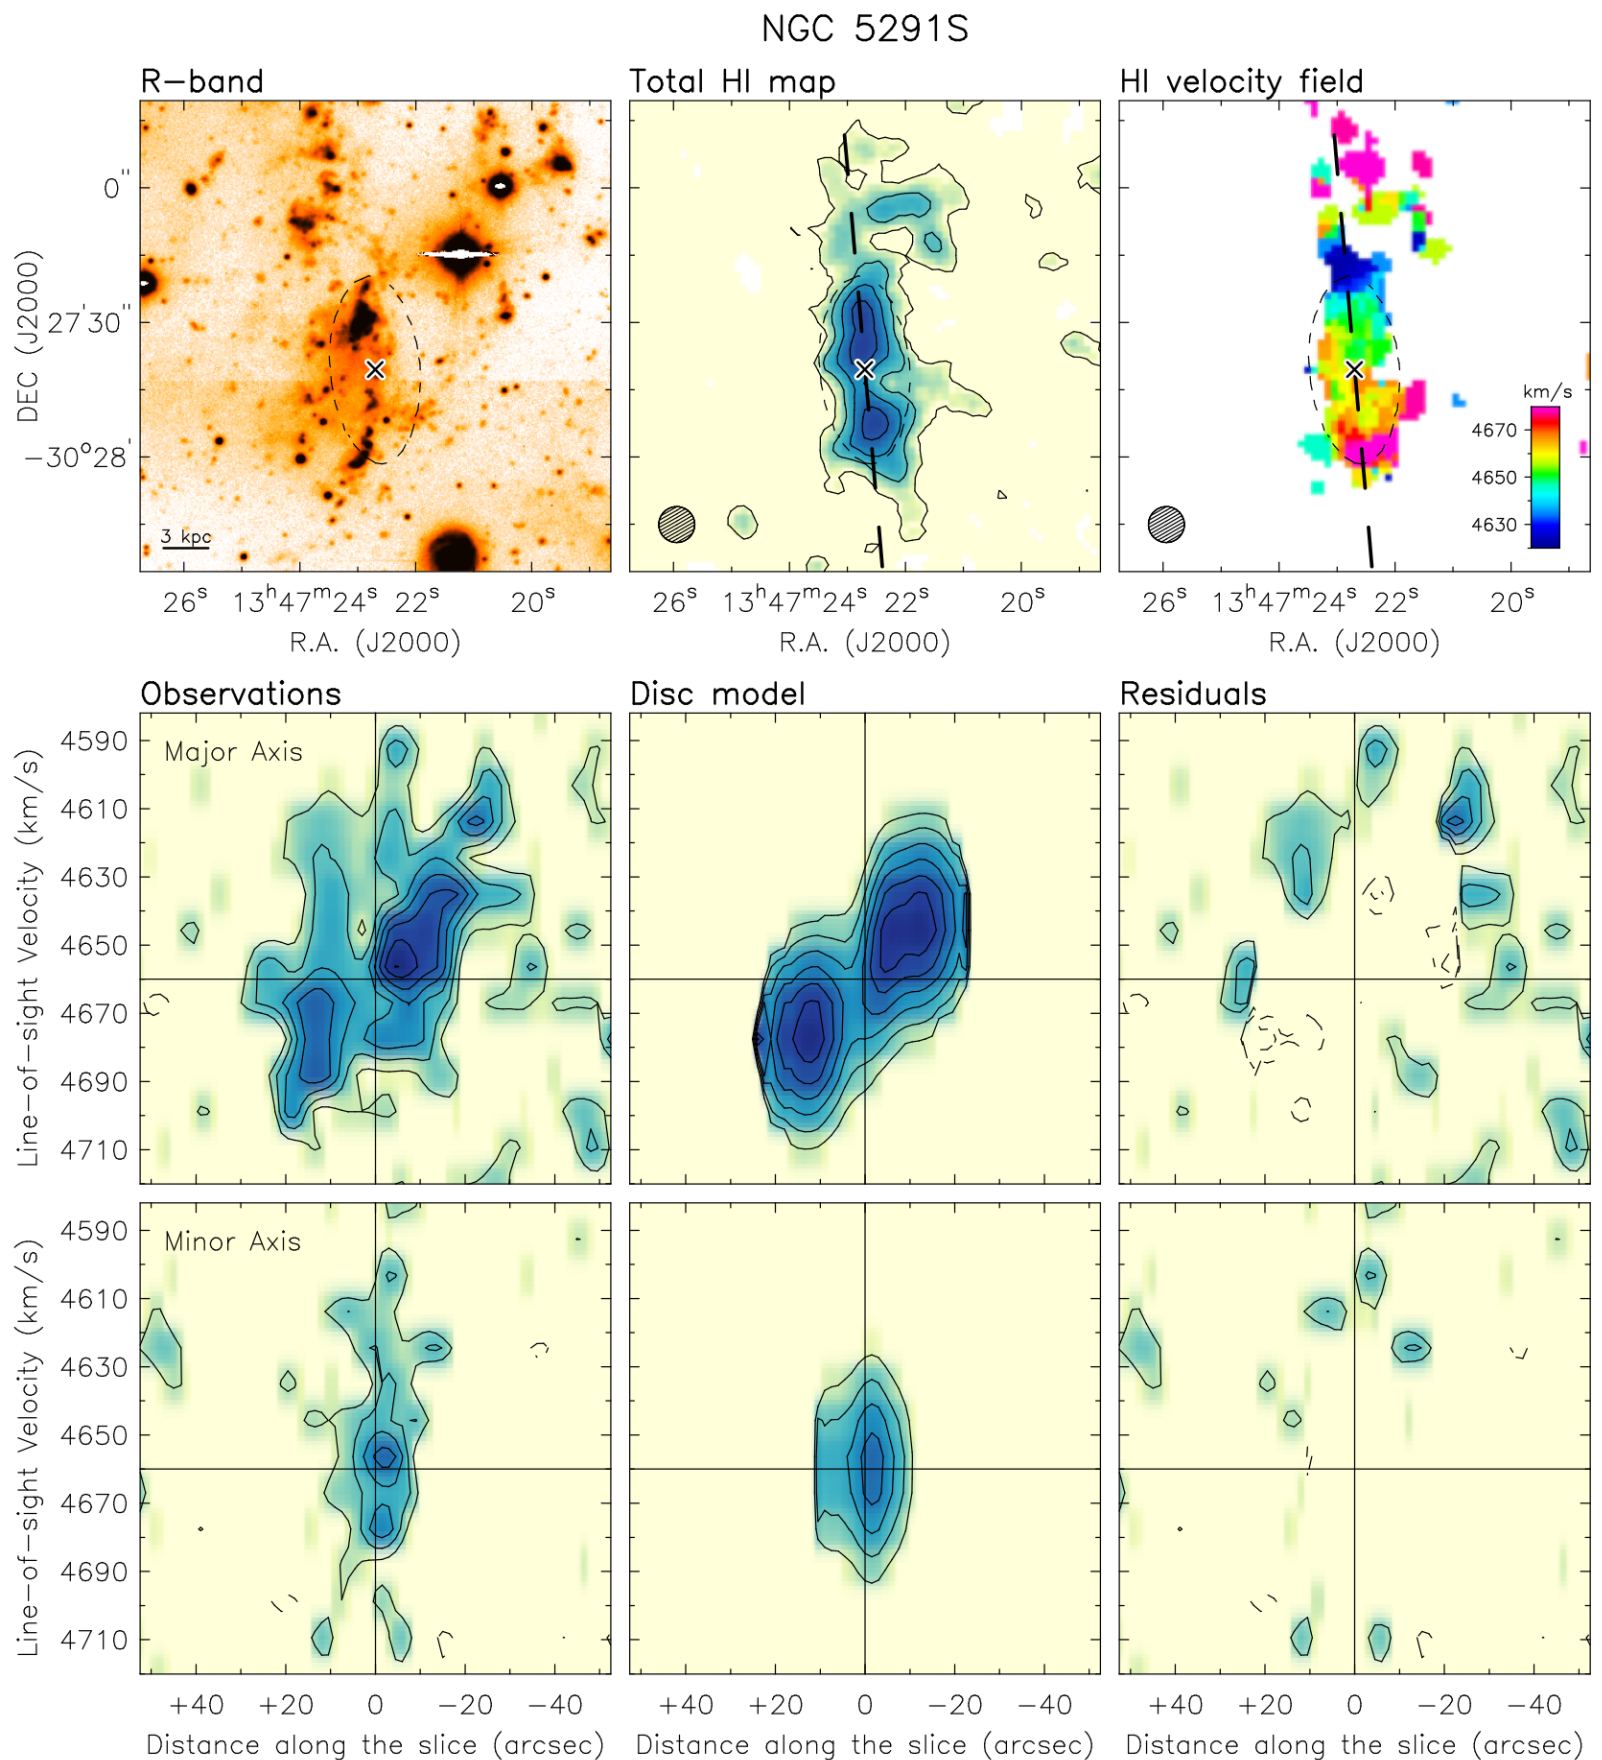 NGC 5291S
R-band
Total HI map
HI velocity field
DEC (J2000)
0"
27'30"
-30°28'
3 kpc
km/s
4670
4650
4630
26s 13h47m24s 22s 20s
26s 13h47m24s 22s 20s
26s 13h47m24s 22s 20s
R.A. (J2000)
R.A. (J2000)
R.A. (J2000)
Observations
Disc model
Residuals
Line-of-sight Velocity (km/s)
4590
4610
4630
4650
4670
4690
4710
Major Axis
Line-of-sight Velocity (km/s)
4590
4610
4630
4650
4670
4690
4710
Minor Axis
+40 +20 0 -20 -40
+40 +20 0 -20 -40
+40 +20 0 -20 -40
Distance along the slice (arcsec)
Distance along the slice (arcsec)
Distance along the slice (arcsec)